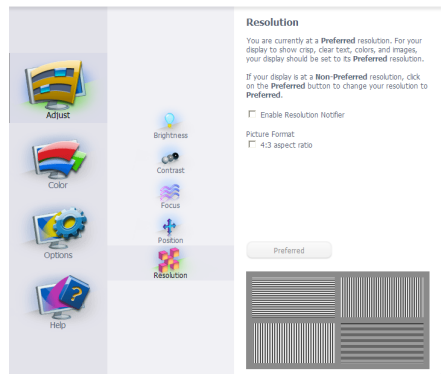 Adjust
Color
Options
Help
Brightness
Contrast
Focus
Position
Resolution
Resolution
You are currently at a Preferred resolution. For your
display to show crisp, clear text, colors, and images,
your display should be set to its Preferred resolution.
If your display is at a Non-Preferred resolution, click
on the Preferred button to change your resolution to
Preferred.
Enable Resolution Notifier
Picture Format
4:3 aspect ratio
Preferred